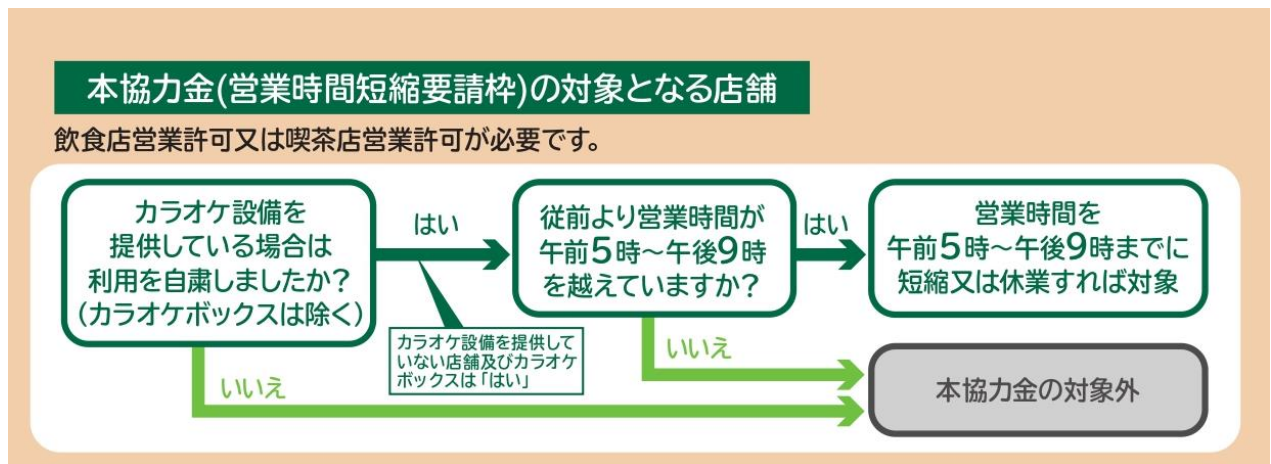 本協力金(営業時間短縮要請枠)の対象となる店舗
飲食店営業許可又は喫茶店営業許可が必要です。
カラオケ設備を
提供している場合は
利用を自粛しましたか?
(カラオケボックスは除く)
はい
カラオケ設備を提供して
いない店舗及びカラオケ
ボックスは「はい」
いいえ
従前より営業時間が
午前5時~午後9時
を越えていますか?
はい
いいえ
営業時間を
午前5時~午後9時までに
短縮又は休業すれば対象
本協力金の対象外